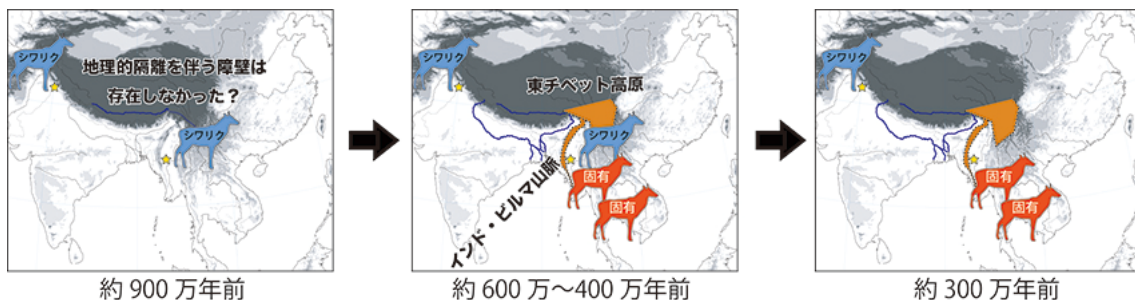 シワリク
地理的隔離を伴う障壁は
存在しなかった？
シワリク
約 900 万年前
シワリク
東チベット高原
シワリク
インド・ビルマ山脈
固有
固有
約 600 万～400 万年前
シワリク
固有
固有
約 300 万年前